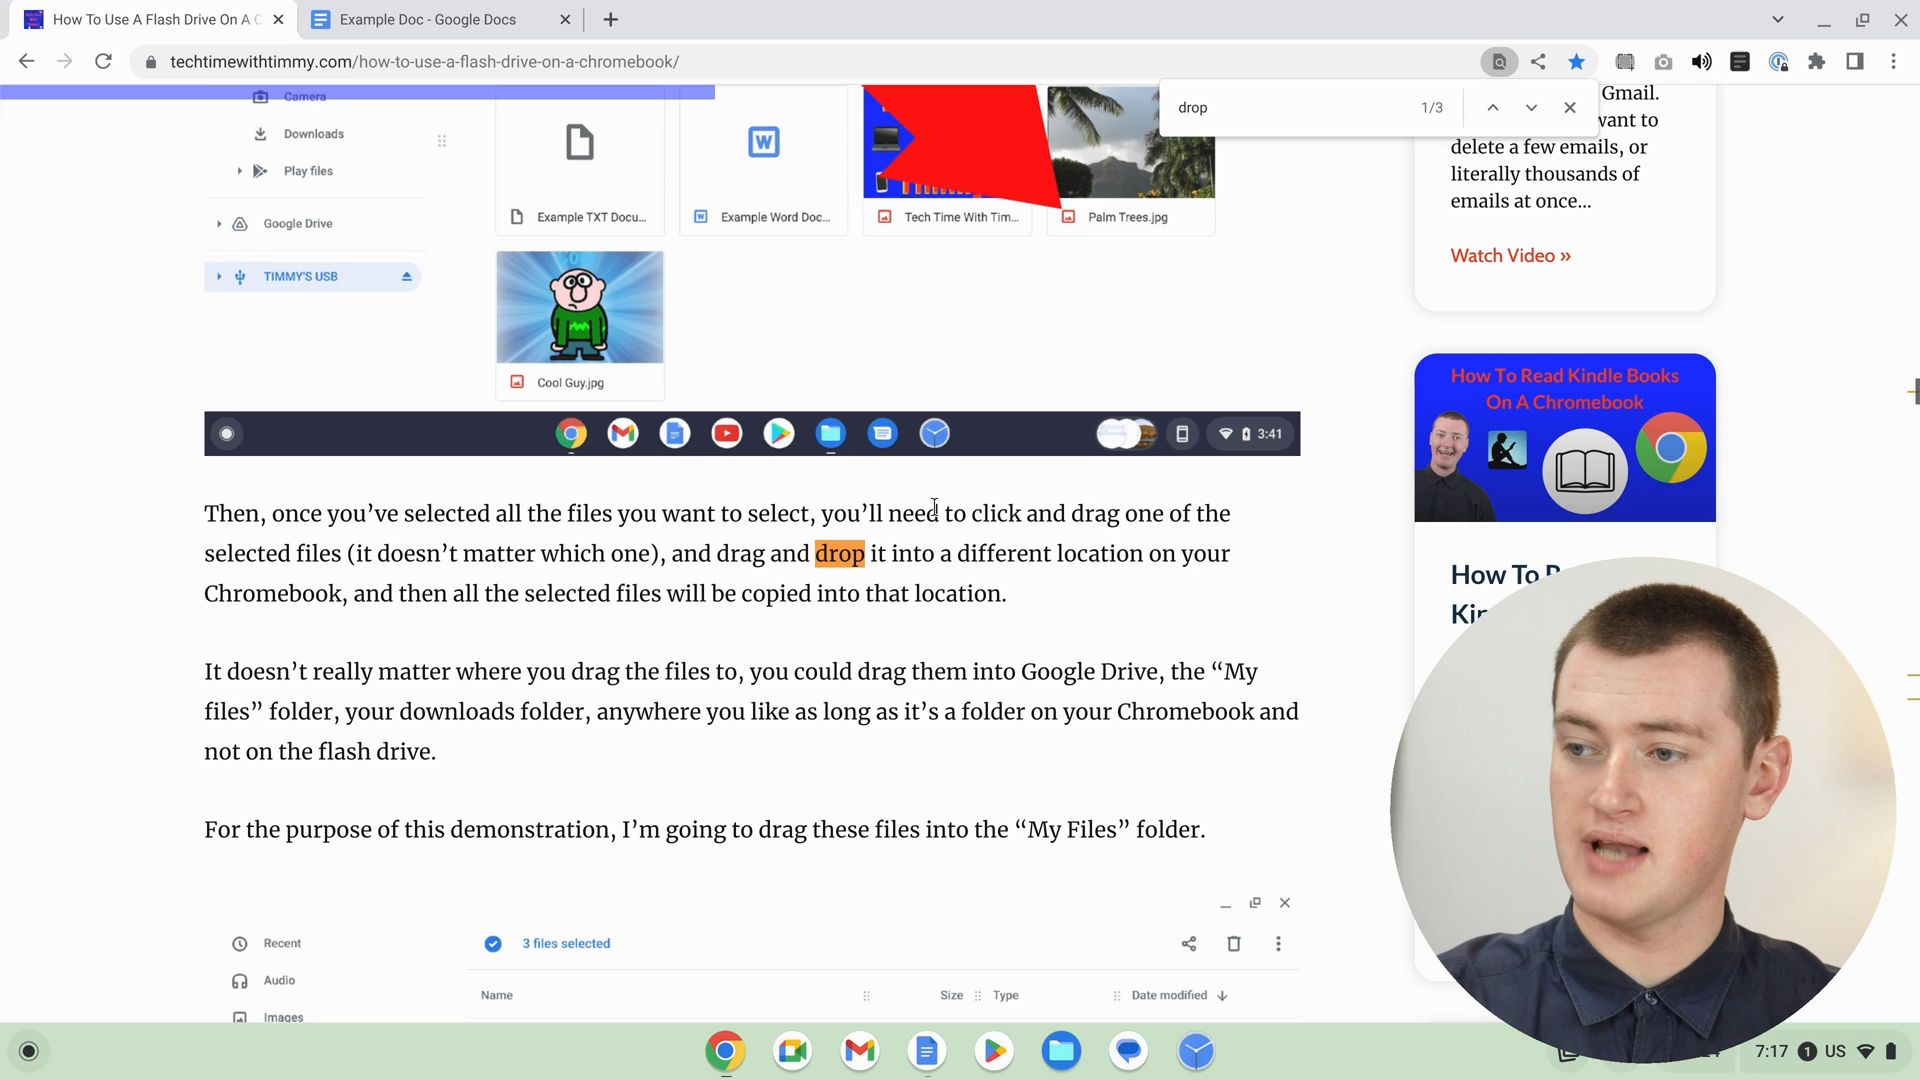 How To Use A Flash Drive On A C
Example Doc - Google Docs
techtimewithtimmy.com/how-to-use-a-flash-drive-on-a-chromebook/
drop
1/3
Camera
Downloads
Play files
Google Drive
TIMMY'S USB
Example TXT Docu...
Example Word Doc...
Tech Time With Tim...
Palm Trees.jpg
Cool Guy.jpg
3:41
Then, once you've selected all the files you want to select, you'll need to click and drag one of the
selected files (it doesn't matter which one), and drag and drop it into a different location on your
Chromebook, and then all the selected files will be copied into that location.
It doesn't really matter where you drag the files to, you could drag them into Google Drive, the "My
files" folder, your downloads folder, anywhere you like as long as it's a folder on your Chromebook and
not on the flash drive.
For the purpose of this demonstration, I'm going to drag these files into the "My Files" folder.
Recent
Audio
Images
3 files selected
Name
Size
Type
Date modified
Gmail.
want to
delete a few emails, or
literally thousands of
emails at once...
Watch Video »
How To Read Kindle Books
On A Chromebook
How To
7:17
1
US